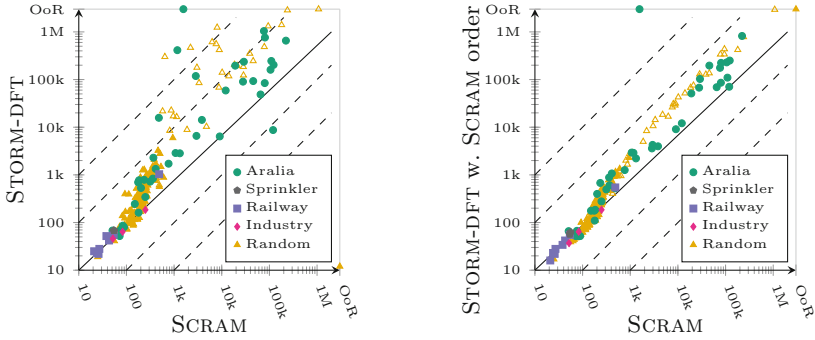 OoR
1M
100k
10k
1k
100
10
STORM-DFT
10
100
1k
10k
100k
1M
OoR
SCRAM
Aralia
Sprinkler
Railway
Industry
Random
OoR
1M
100k
10k
1k
100
10
STORM-DFT W. SCRAM order
10
100
1k
10k
100k
1M
OoR
SCRAM
Aralia
Sprinkler
Railway
Industry
Random